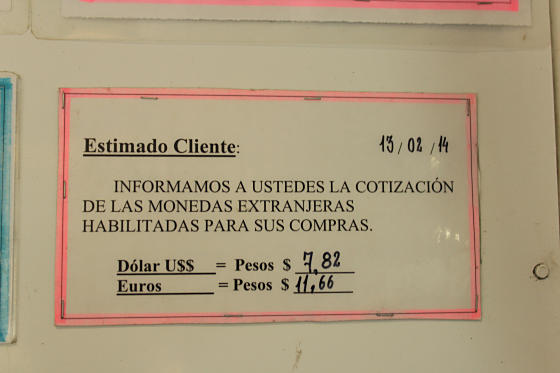 Estimado Cliente: 13/02/14
INFORMAMOS A USTEDES LA COTIZACIÓN
DE LAS MONEDAS EXTRANJERAS
HABILITADAS PARA SUS COMPRAS.
Dólar U$$ = Pesos $ 7,82
Euros = Pesos $ 11,66